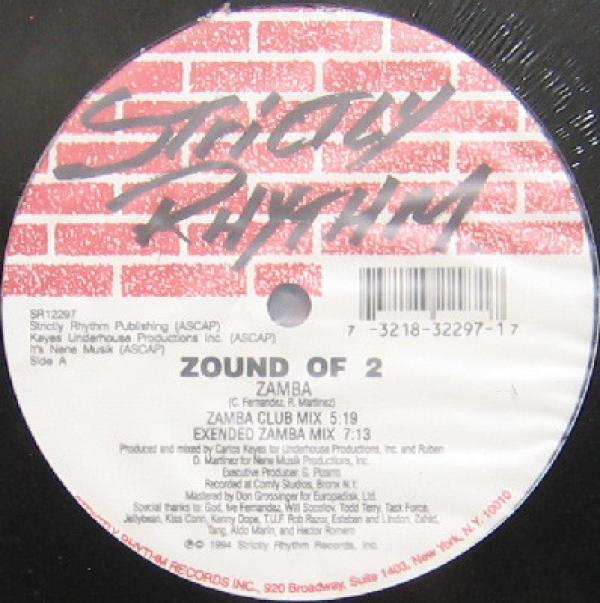 STRICTLY
RHYTHM
SR12297
Strictly Rhythm Publishing (ASCAP)
Keyes Underhouse Productions Inc. (ASCAP)
It's Nene Musik (ASCAP)
Side A
7 -3218-32297-1 7
ZOUND OF 2
ZAMBA
(C. Fernandez, R. Martinez)
ZAMBA CLUB MIX 5:19
EXENDED ZAMBA MIX 7:13
Produced and mixed by Carlos Keyes for Underhouse Productions, Inc. and Ruben
D. Martinez for Nene Musik Productions, Inc.
Executive Producer: G. Pizarro
Recorded at Comfy Studios, Bronx N.Y.
Mastered by Don Grossinger for Europadisk, Ltd.
Special thanks to: God, Ive Fernandez, Will Socolov, Todd Terry, Task Force,
Jellybean, Kiss Conn, Kenny Dope, T.U.F. Rob Razor, Esteban and Lindon, Zahid,
Tang, Aldo Marin, and Hector Romero
℗© 1994 Strictly Rhythm Records, Inc.
STRICTLY RHYTHM RECORDS INC., 920 Broadway, Suite 1403, New York, N.Y. 10010